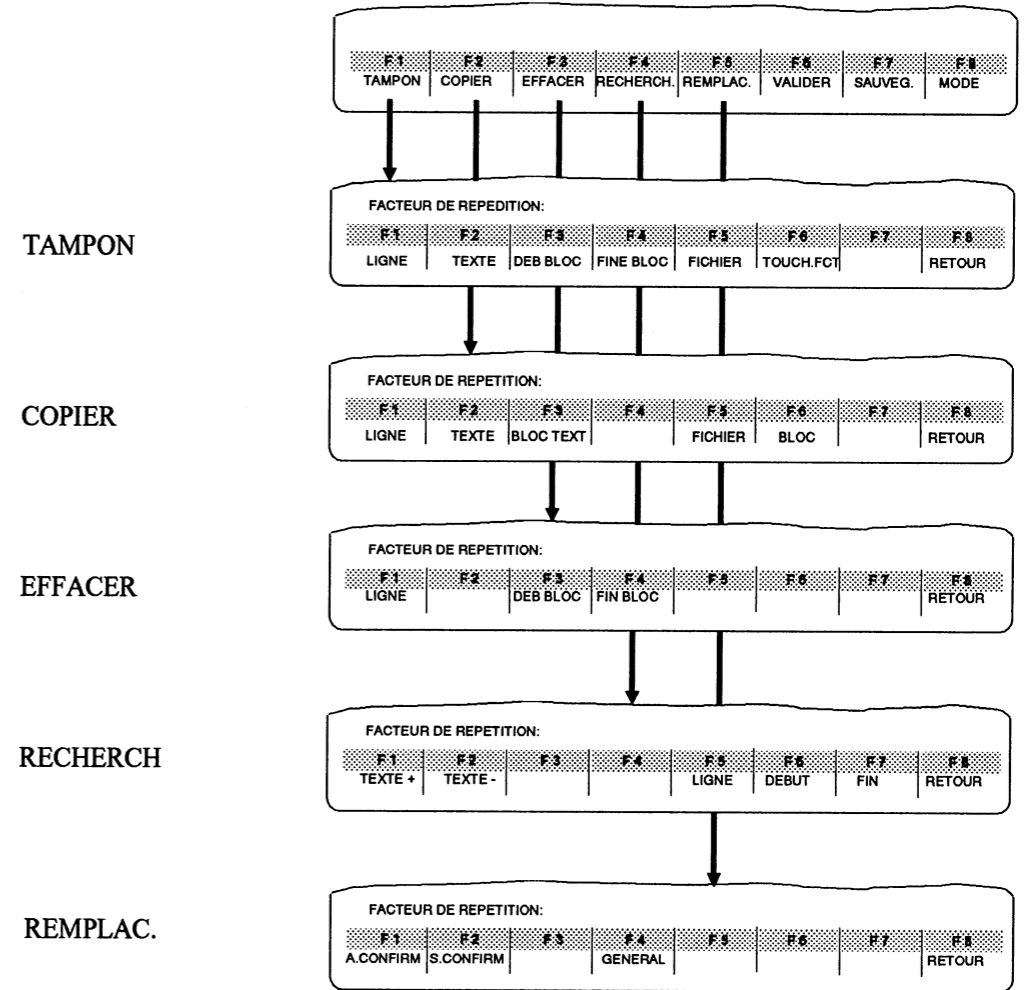 F1 F2 F3 F4 F5 F6 F7 F8
TAMPON COPIER EFFACER RECHERCH. REMPLAC. VALIDER SAUVEG. MODE
TAMPON
FACTEUR DE REPEDITION:
F1 F2 F3 F4 F5 F6 F7 F8
LIGNE TEXTE DEB BLOC FINE BLOC FICHIER TOUCH.FCT RETOUR
COPIER
FACTEUR DE REPETITION:
F1 F2 F3 F4 F5 F6 F7 F8
LIGNE TEXTE BLOC TEXT FICHIER BLOC RETOUR
EFFACER
FACTEUR DE REPETITION:
F1 F2 F3 F4 F5 F6 F7 F8
LIGNE DEB BLOC FIN BLOC RETOUR
RECHERCH
FACTEUR DE REPETITION:
F1 F2 F3 F4 F5 F6 F7 F8
TEXTE + TEXTE - LIGNE DEBUT FIN RETOUR
REMPLAC.
FACTEUR DE REPETITION:
F1 F2 F3 F4 F5 F6 F7 F8
A.CONFIRM S.CONFIRM GENERAL RETOUR